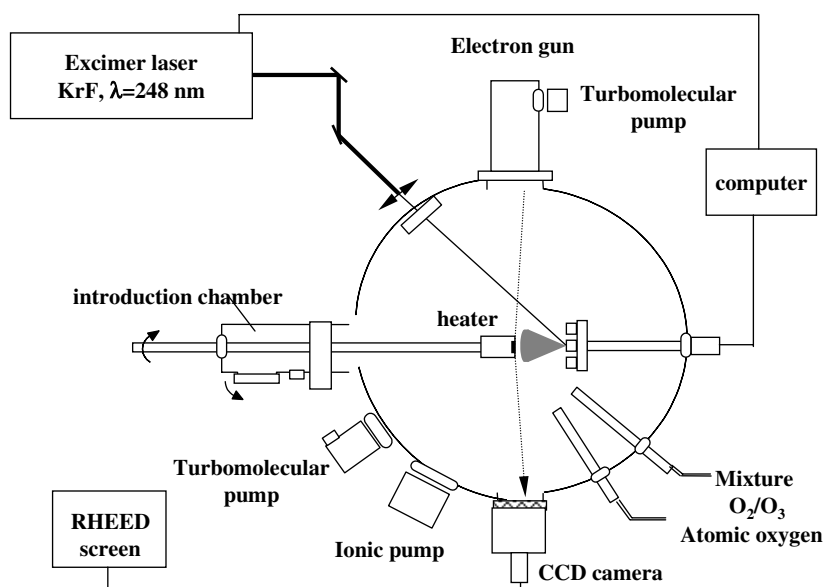 Excimer laser
KrF, λ=248 nm
Electron gun
Turbomolecular
pump
computer
introduction chamber
heater
Turbomolecular
pump
Ionic pump
Mixture
O₂/O₃
Atomic oxygen
RHEED
screen
CCD camera